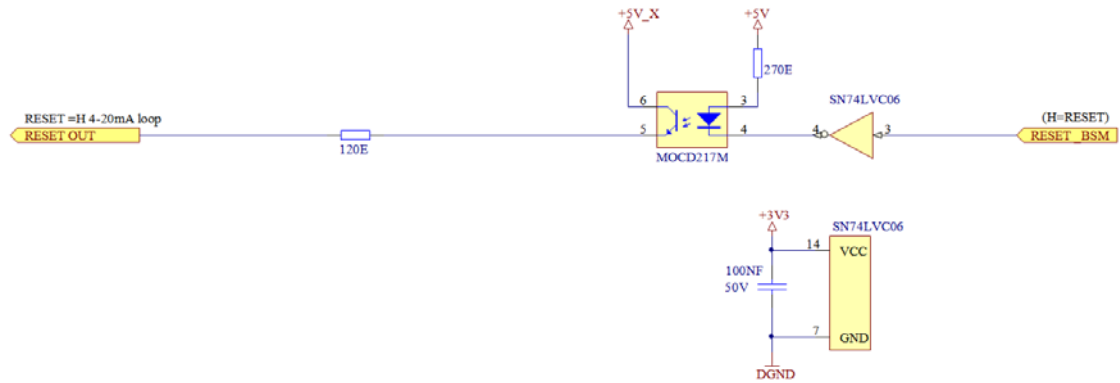 +5V_X
+5V
270E
SN74LVC06
RESET =H 4-20mA loop
(H=RESET)
6
3
RESET OUT
5
4
4
3
RESET_BSM
120E
MOCD217M
+3V3
SN74LVC06
14
VCC
100NF
50V
7
GND
DGND